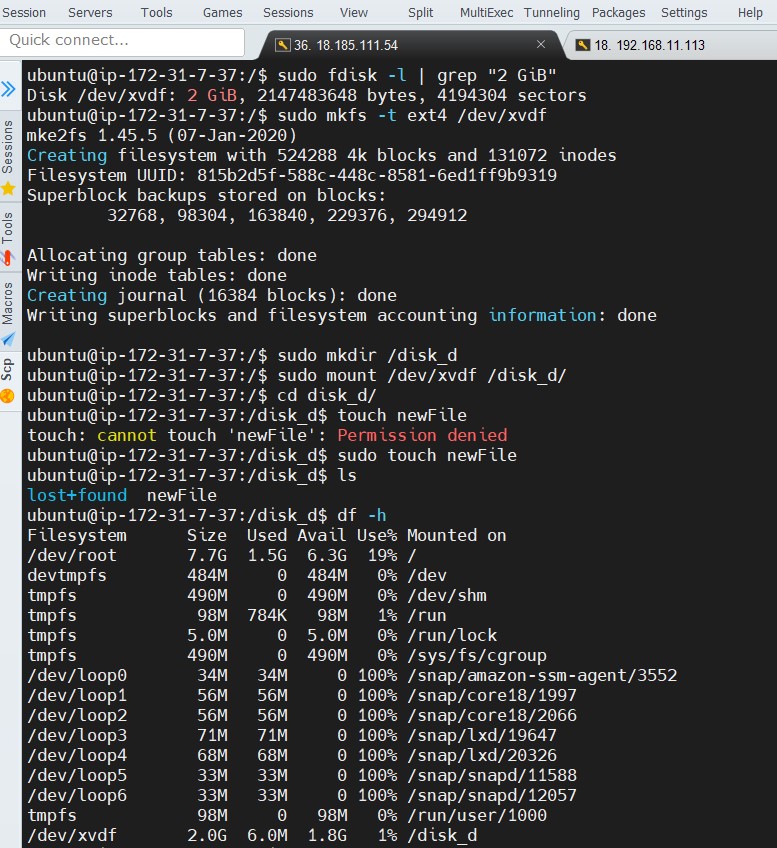 Session Servers Tools Games Sessions View Split MultiExec Tunneling Packages Settings Help
Quick connect...
36. 18.185.111.54
18. 192.168.11.113
Sessions
Tools
Macros
Scp
ubuntu@ip-172-31-7-37:/$ sudo fdisk -l | grep "2 GiB"
Disk /dev/xvdf: 2 GiB, 2147483648 bytes, 4194304 sectors
ubuntu@ip-172-31-7-37:/$ sudo mkfs -t ext4 /dev/xvdf
mke2fs 1.45.5 (07-Jan-2020)
Creating filesystem with 524288 4k blocks and 131072 inodes
Filesystem UUID: 815b2d5f-588c-448c-8581-6ed1ff9b9319
Superblock backups stored on blocks:
        32768, 98304, 163840, 229376, 294912
Allocating group tables: done
Writing inode tables: done
Creating journal (16384 blocks): done
Writing superblocks and filesystem accounting information: done
ubuntu@ip-172-31-7-37:/$ sudo mkdir /disk_d
ubuntu@ip-172-31-7-37:/$ sudo mount /dev/xvdf /disk_d/
ubuntu@ip-172-31-7-37:/$ cd disk_d/
ubuntu@ip-172-31-7-37:/disk_d$ touch newFile
touch: cannot touch 'newFile': Permission denied
ubuntu@ip-172-31-7-37:/disk_d$ sudo touch newFile
ubuntu@ip-172-31-7-37:/disk_d$ ls
lost+found  newFile
ubuntu@ip-172-31-7-37:/disk_d$ df -h
Filesystem      Size  Used Avail Use% Mounted on
/dev/root       7.7G  1.5G  6.3G  19% /
devtmpfs        484M     0  484M   0% /dev
tmpfs           490M     0  490M   0% /dev/shm
tmpfs            98M  784K   98M   1% /run
tmpfs           5.0M     0  5.0M   0% /run/lock
tmpfs           490M     0  490M   0% /sys/fs/cgroup
/dev/loop0       34M   34M     0 100% /snap/amazon-ssm-agent/3552
/dev/loop1       56M   56M     0 100% /snap/core18/1997
/dev/loop2       56M   56M     0 100% /snap/core18/2066
/dev/loop3       71M   71M     0 100% /snap/lxd/19647
/dev/loop4       68M   68M     0 100% /snap/lxd/20326
/dev/loop5       33M   33M     0 100% /snap/snapd/11588
/dev/loop6       33M   33M     0 100% /snap/snapd/12057
tmpfs            98M     0   98M   0% /run/user/1000
/dev/xvdf       2.0G  6.0M  1.8G   1% /disk_d